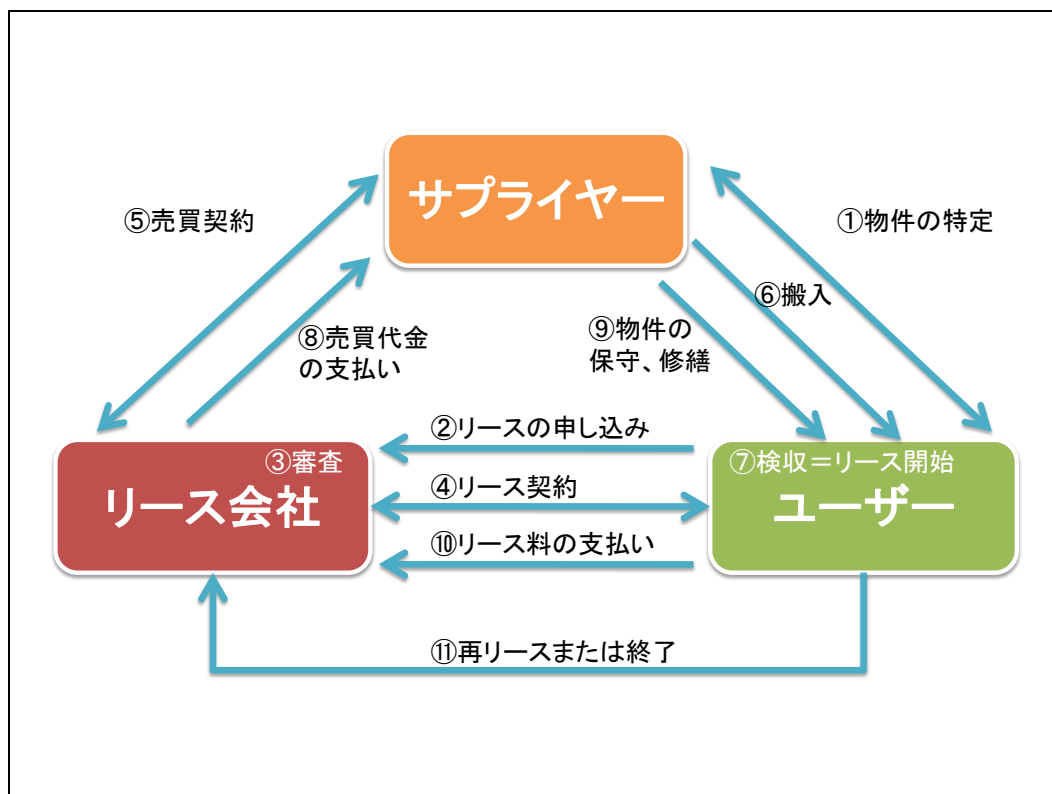 サプライヤー
⑤売買契約
①物件の特定
⑥搬入
⑧売買代金
の支払い
⑨物件の
保守、修繕
②リースの申し込み
③審査
リース会社
④リース契約
⑦検収＝リース開始
ユーザー
⑩リース料の支払い
⑪再リースまたは終了